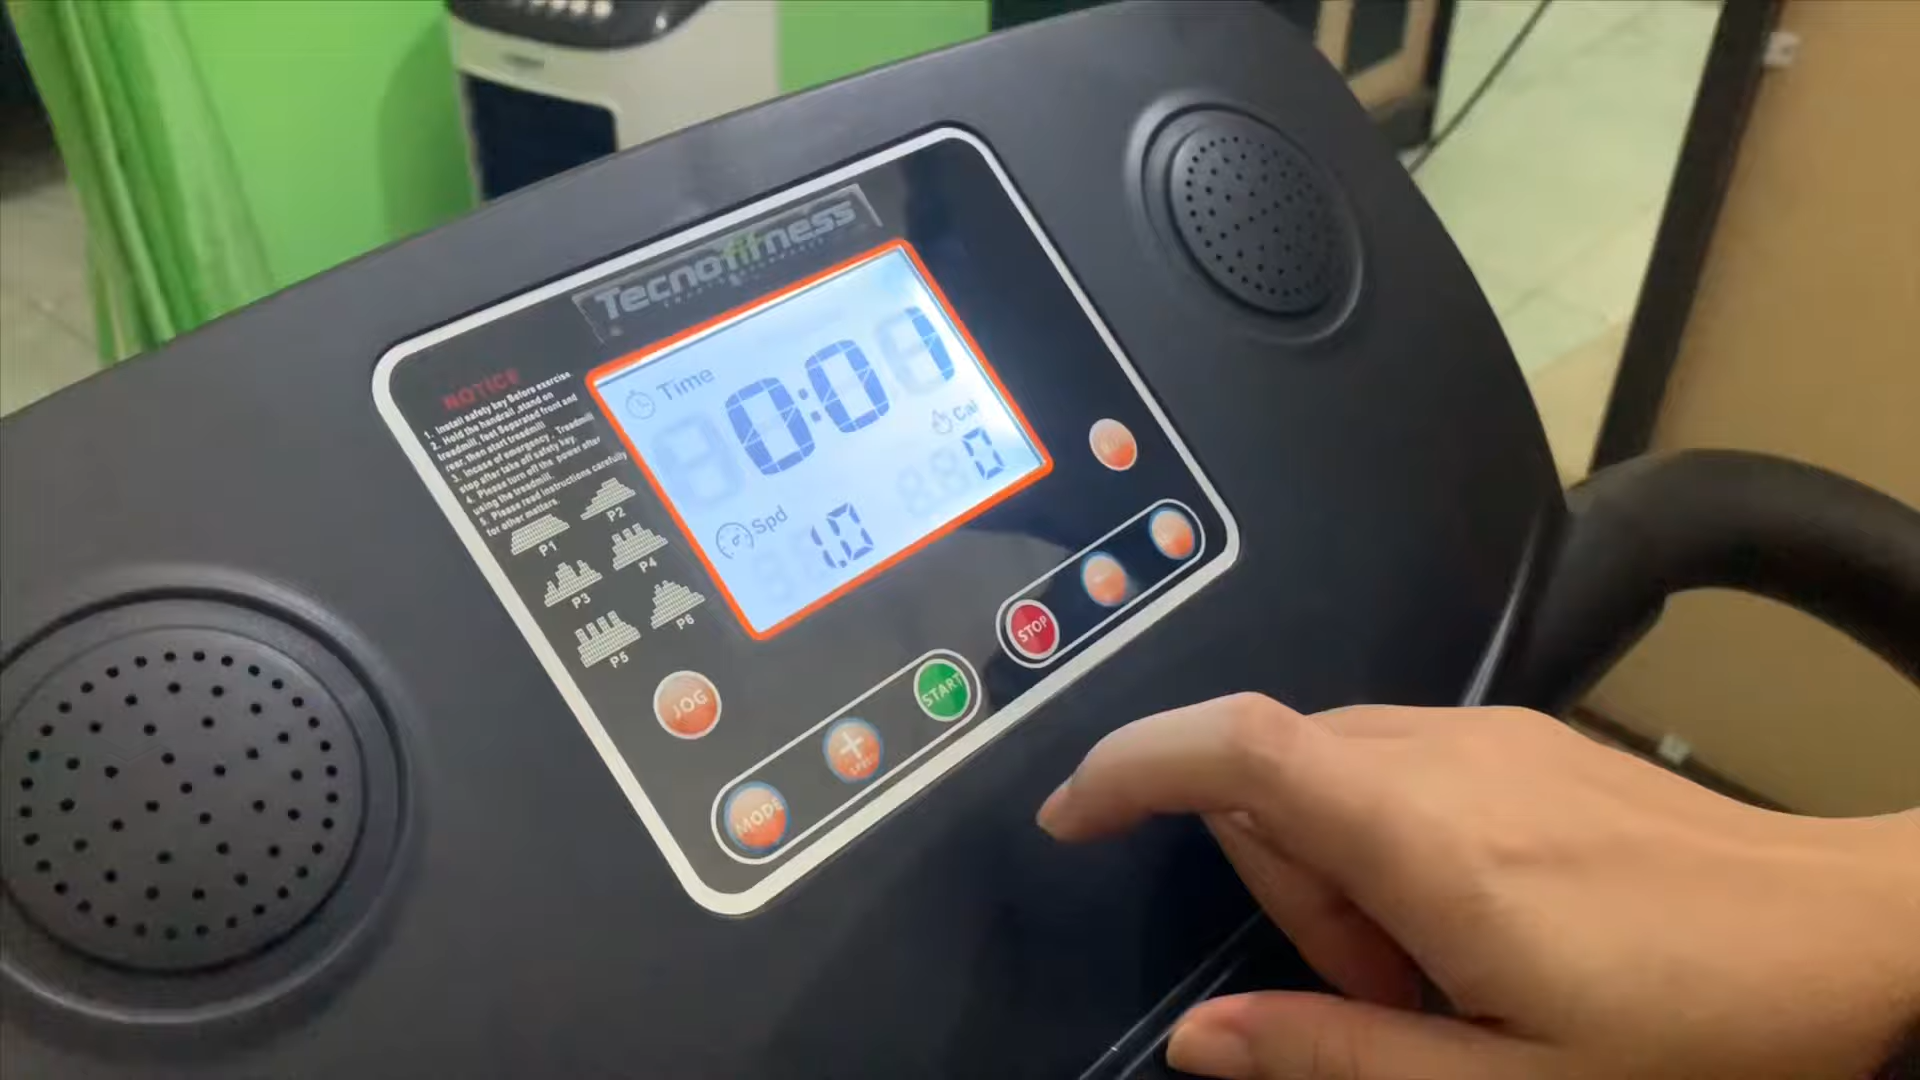 Tecnofitness
NOTICE
1. Install safety key Before exercise
2. Hold the handrail ,stand on
treadmill, feet Separated front and
rear, then start treadmill
3. Incase of emergency, Treadmill
stop after take off safety key
4. Please turn off the power after
using the treadmill.
5. Please read instructions carefully
for other matters.
Time
0:01
Cal
0
Spd
1.0
P1
P2
P3
P4
P5
P6
JOG
MODE
+
START
STOP
-